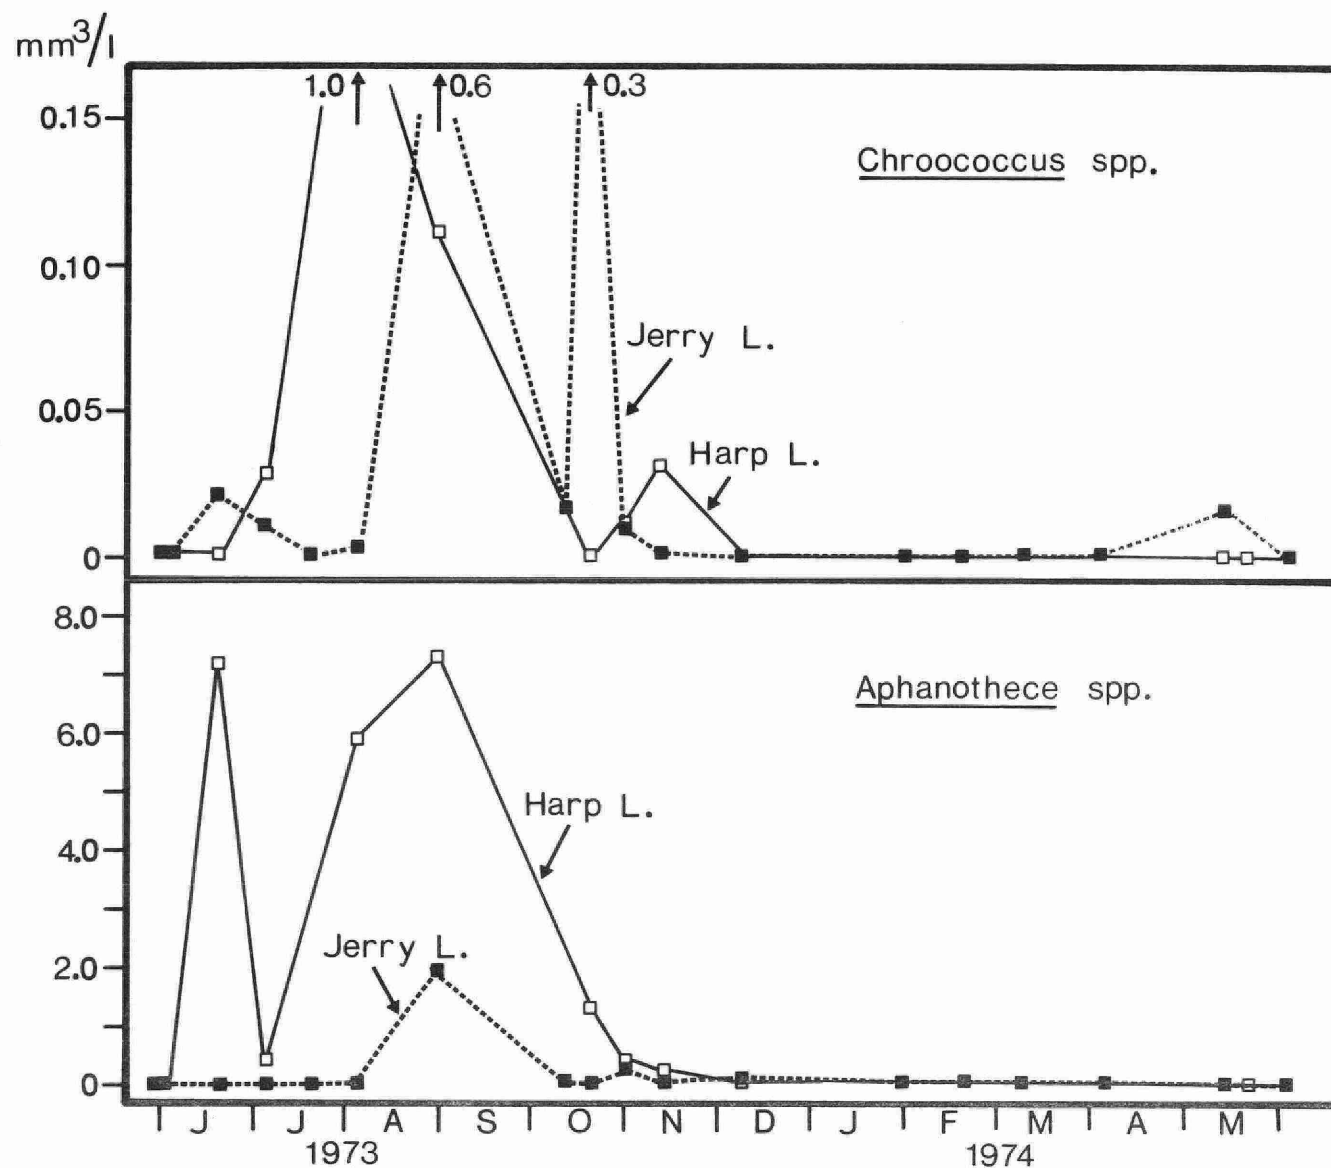 mm³/l
1.0
0.6
0.3
0.15
Chroococcus spp.
0.10
Jerry L.
0.05
Harp L.
0
8.0
Aphanothece spp.
6.0
Harp L.
4.0
Jerry L.
2.0
0
J J A S O N D J F M A M
1973 1974